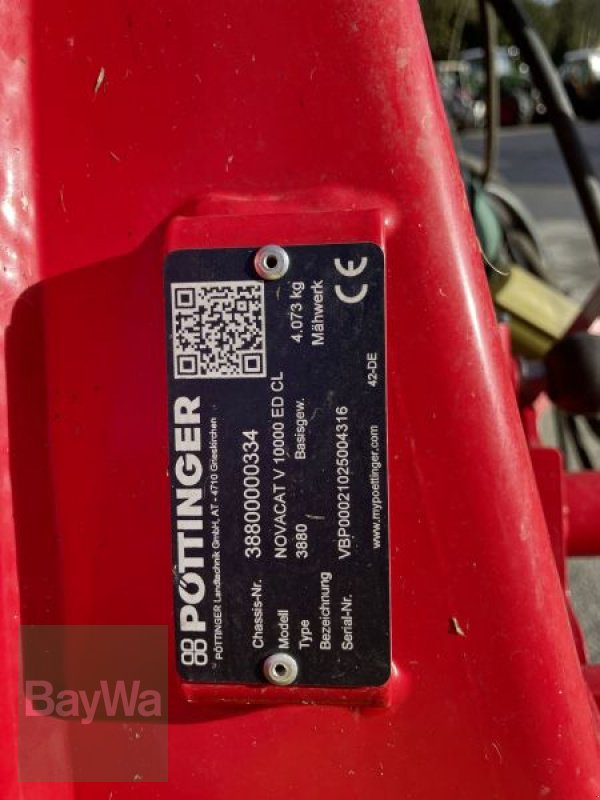 PÖTTINGER
PÖTTINGER Landtechnik GmbH, AT - 4710 Grieskirchen
Chassis-Nr. 38800000334
Modell NOVACAT V 10000 ED CL
Type 3880 Basisgew. 4.073 kg
Bezeichnung / Mähwerk
Serial-Nr. VBP00021025004316
www.mypoettinger.com 42-DE
CE
BayWa